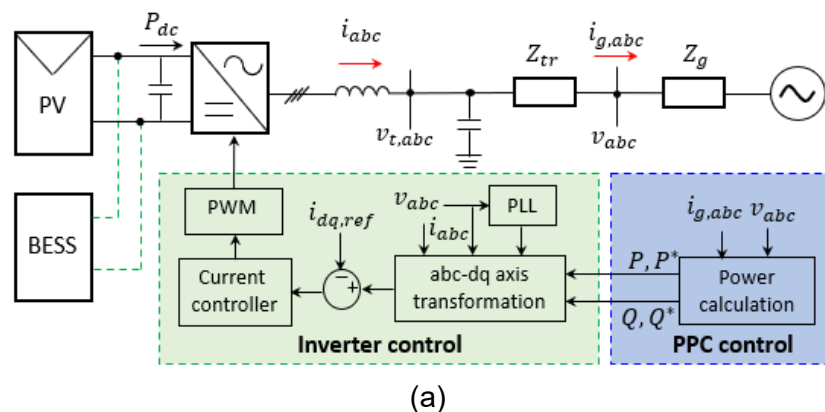 P_dc
i_abc
i_g,abc
Z_tr
Z_g
PV
v_t,abc
v_abc
BESS
PWM
i_dq,ref
v_abc
PLL
i_abc
i_g,abc
v_abc
Current
controller
−
+
abc-dq axis
transformation
P, P*
Q, Q*
Power
calculation
Inverter control
PPC control
(a)